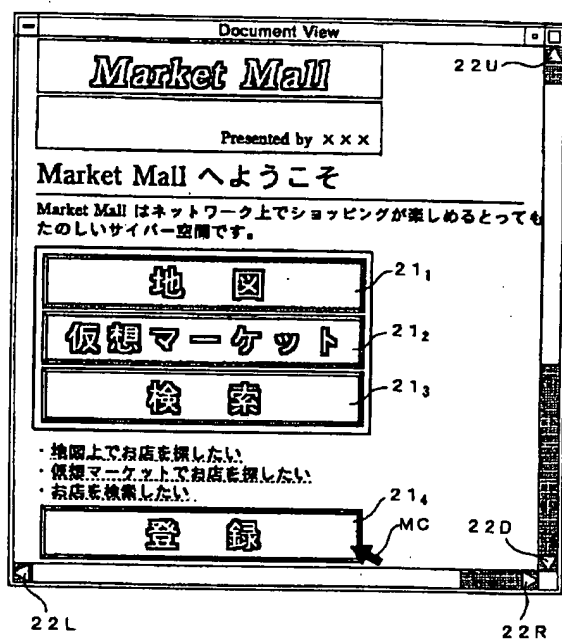 Document View
22U
Market Mall
Presented by ×××
Market Mall へようこそ
Market Mall はネットワーク上でショッピングが楽しめるとっても
たのしいサイバー空間です。
地 図
21₁
仮想マーケット
21₂
検 索
21₃
・地図上でお店を探したい
・仮想マーケットでお店を探したい
・お店を検索したい
登 録
21₄
MC
22D
22L
22R